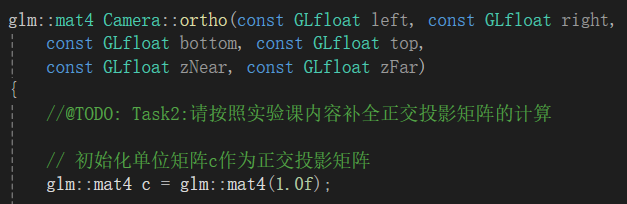 glm::mat4 Camera::ortho(const GLfloat left, const GLfloat right,
const GLfloat bottom, const GLfloat top,
const GLfloat zNear, const GLfloat zFar)
{
//@TODO: Task2:请按照实验课内容补全正交投影矩阵的计算
// 初始化单位矩阵c作为正交投影矩阵
glm::mat4 c = glm::mat4(1.0f);